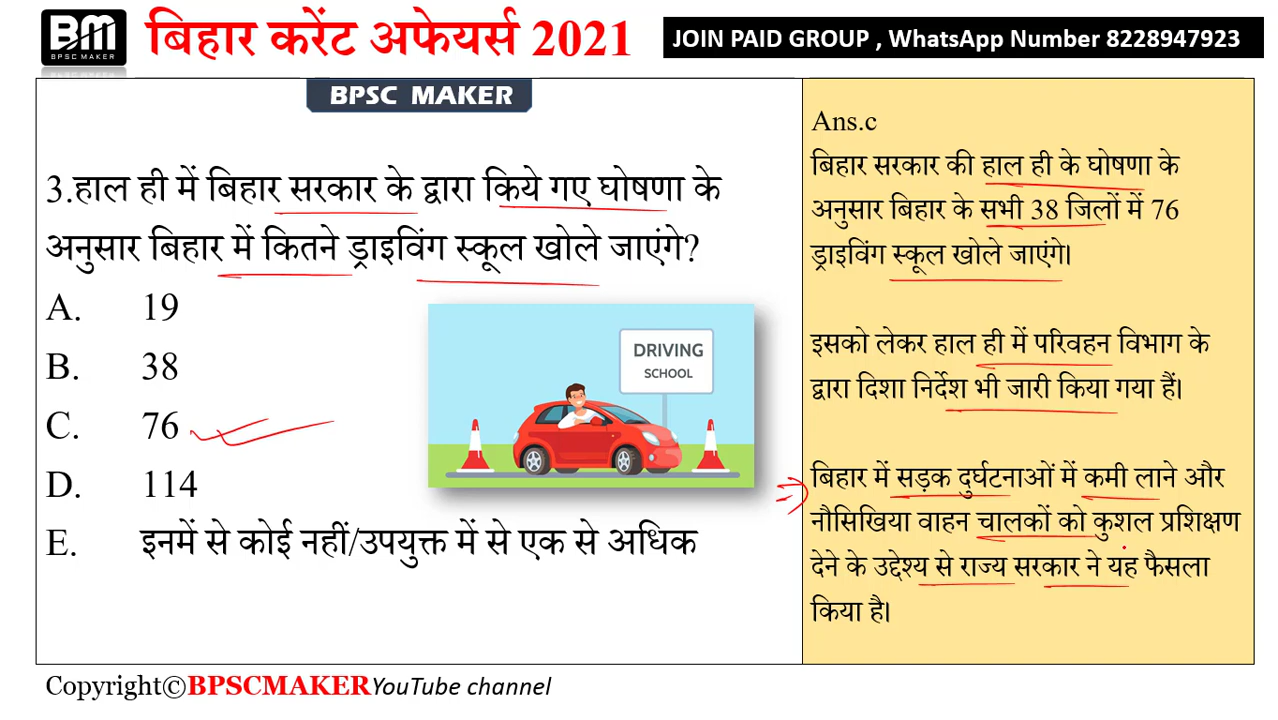 BM
BPSC MAKER
बिहार करेंट अफेयर्स 2021
JOIN PAID GROUP , WhatsApp Number 8228947923
BPSC MAKER
3.हाल ही में बिहार सरकार के द्वारा किये गए घोषणा के
अनुसार बिहार में कितने ड्राइविंग स्कूल खोले जाएंगे?
A. 19
B. 38
C. 76
D. 114
E. इनमें से कोई नहीं/उपयुक्त में से एक से अधिक
DRIVING
SCHOOL
Ans.c
बिहार सरकार की हाल ही के घोषणा के
अनुसार बिहार के सभी 38 जिलों में 76
ड्राइविंग स्कूल खोले जाएंगे।
इसको लेकर हाल ही में परिवहन विभाग के
द्वारा दिशा निर्देश भी जारी किया गया हैं।
बिहार में सड़क दुर्घटनाओं में कमी लाने और
नौसिखिया वाहन चालकों को कुशल प्रशिक्षण
देने के उद्देश्य से राज्य सरकार ने यह फैसला
किया है।
Copyright©BPSCMAKERYouTube channel